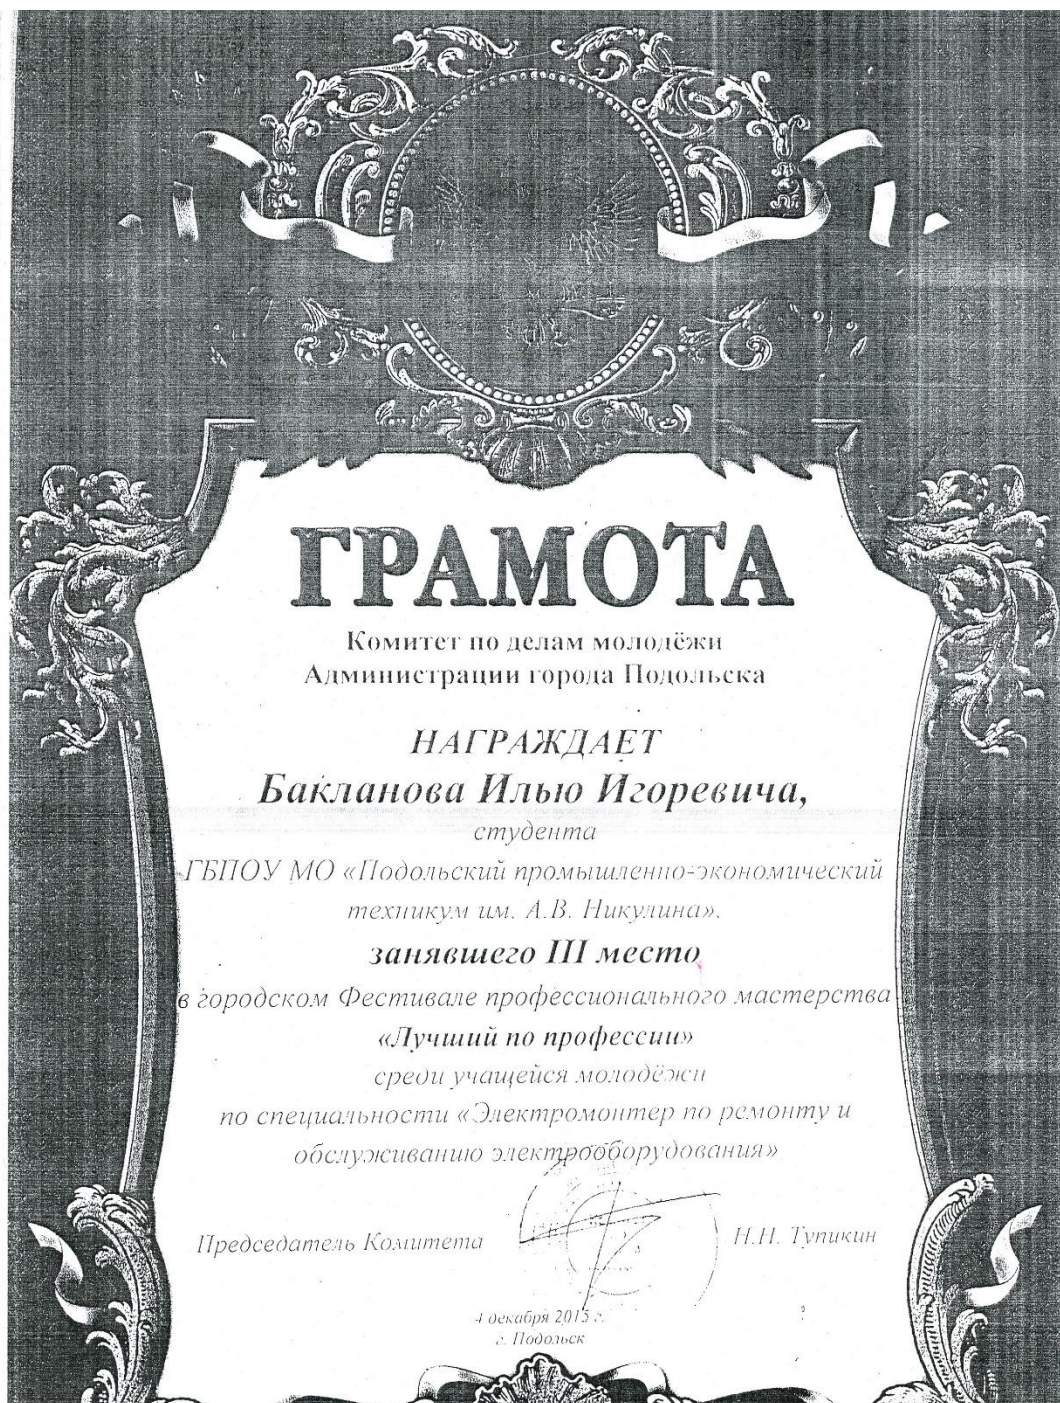 ГРАМОТА
Комитет по делам молодёжи
Администрации города Подольска
НАГРАЖДАЕТ
Бакланова Илью Игоревича,
студента
ГБПОУ МО «Подольский промышленно-экономический
техникум им. А.В. Никулина».
занявшего III место
в городском Фестивале профессионального мастерства
«Лучший по профессии»
среди учащейся молодёжи
по специальности «Электромонтер по ремонту и
обслуживанию электрооборудования»
Председатель Комитета Н.Н. Тупикин
4 декабря 2015 г.
г. Подольск